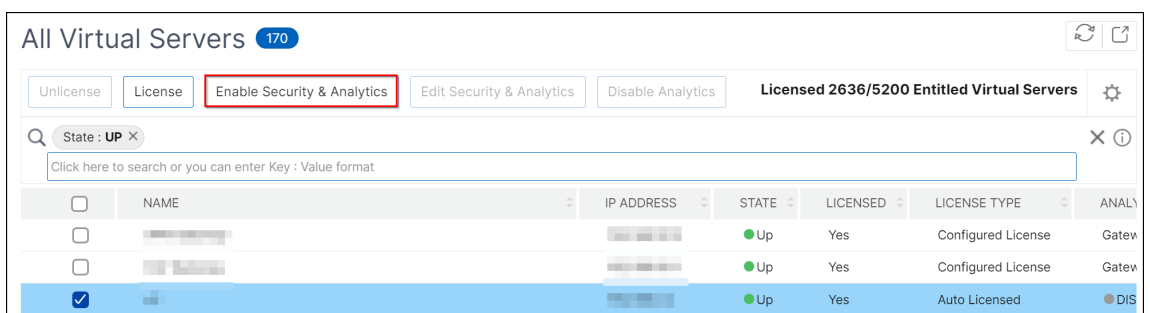 All Virtual Servers 170
Unlicense License Enable Security & Analytics Edit Security & Analytics Disable Analytics Licensed 2636/5200 Entitled Virtual Servers
State : UP ×
Click here to search or you can enter Key : Value format
NAME IP ADDRESS STATE LICENSED LICENSE TYPE ANALY
Up Yes Configured License Gatew
Up Yes Configured License Gatew
Up Yes Auto Licensed DIS